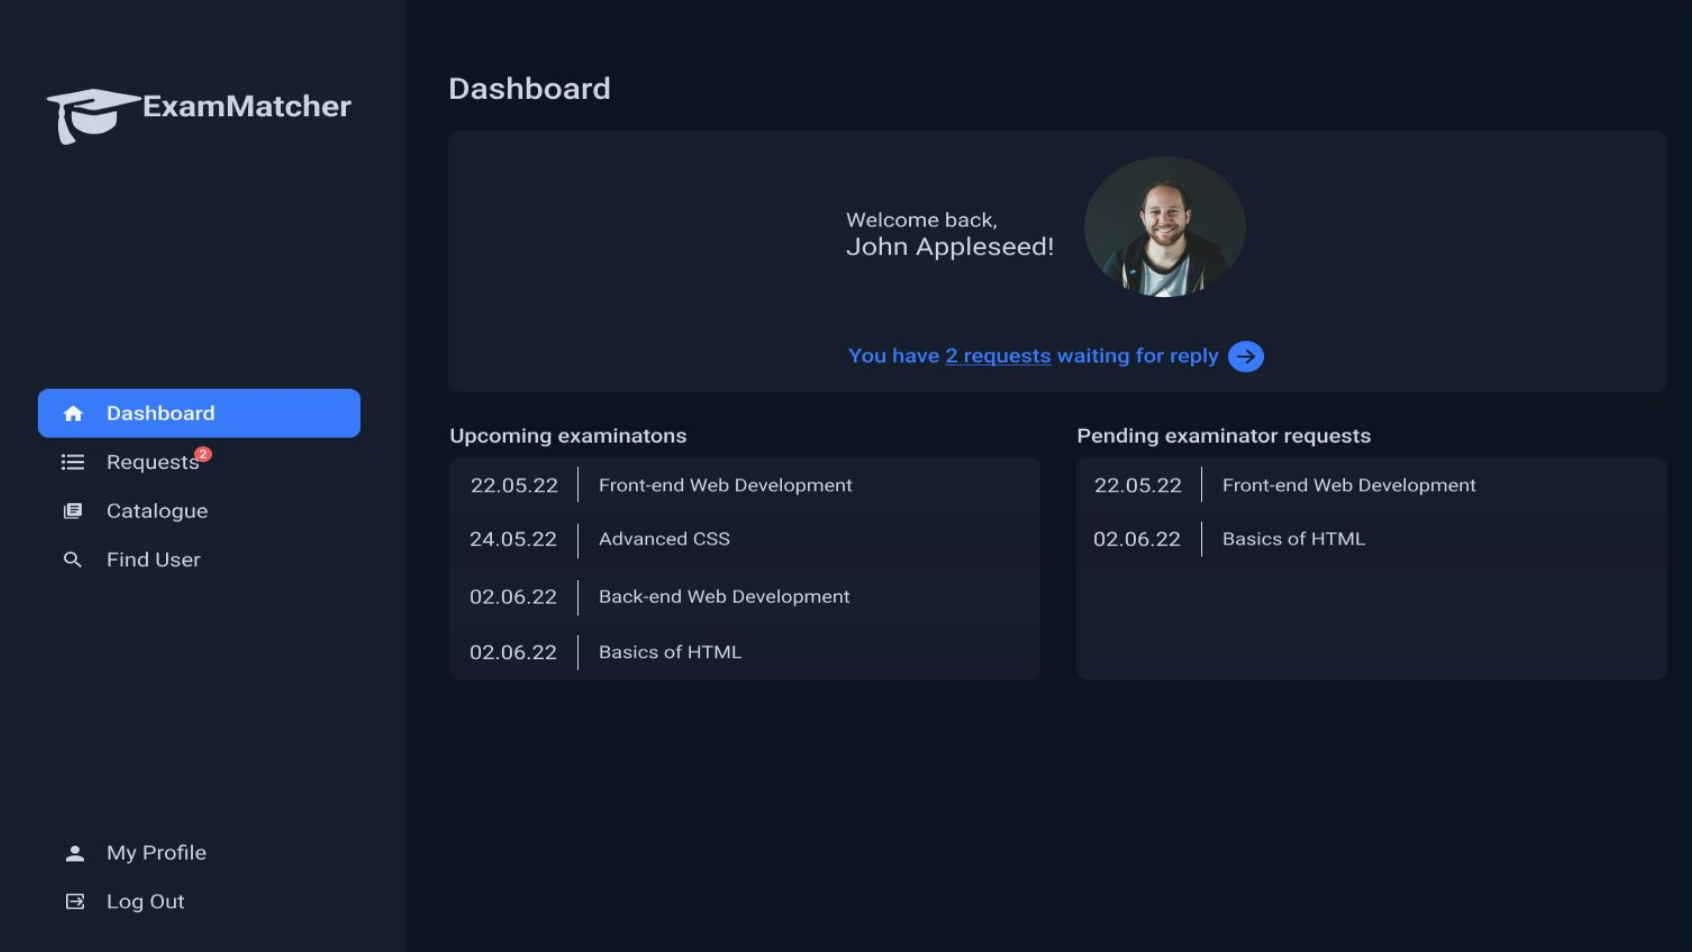 ExamMatcher
Dashboard
Requests 2
Catalogue
Find User
My Profile
Log Out
Dashboard
Welcome back,
John Appleseed!
You have 2 requests waiting for reply
Upcoming examinatons
22.05.22 Front-end Web Development
24.05.22 Advanced CSS
02.06.22 Back-end Web Development
02.06.22 Basics of HTML
Pending examinator requests
22.05.22 Front-end Web Development
02.06.22 Basics of HTML